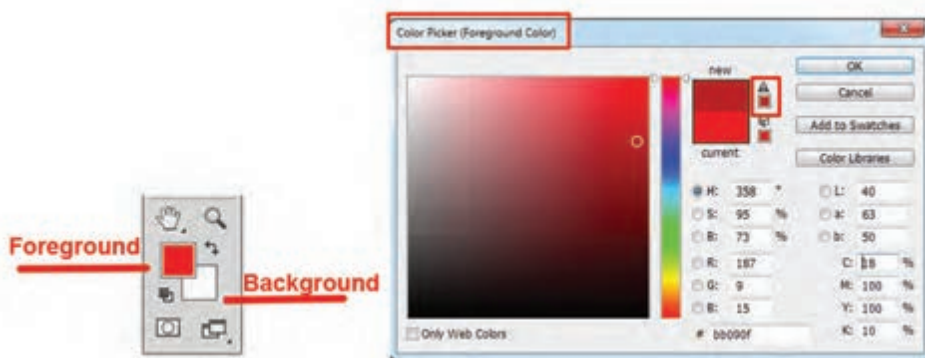 Foreground
Background
Color Picker (Foreground Color)
new
current
OK
Cancel
Add to Swatches
Color Libraries
H: 358 °
S: 95 %
B: 73 %
R: 187
G: 9
B: 15
# bb090f
L: 40
a: 63
b: 50
C: 18 %
M: 100 %
Y: 100 %
K: 10 %
Only Web Colors